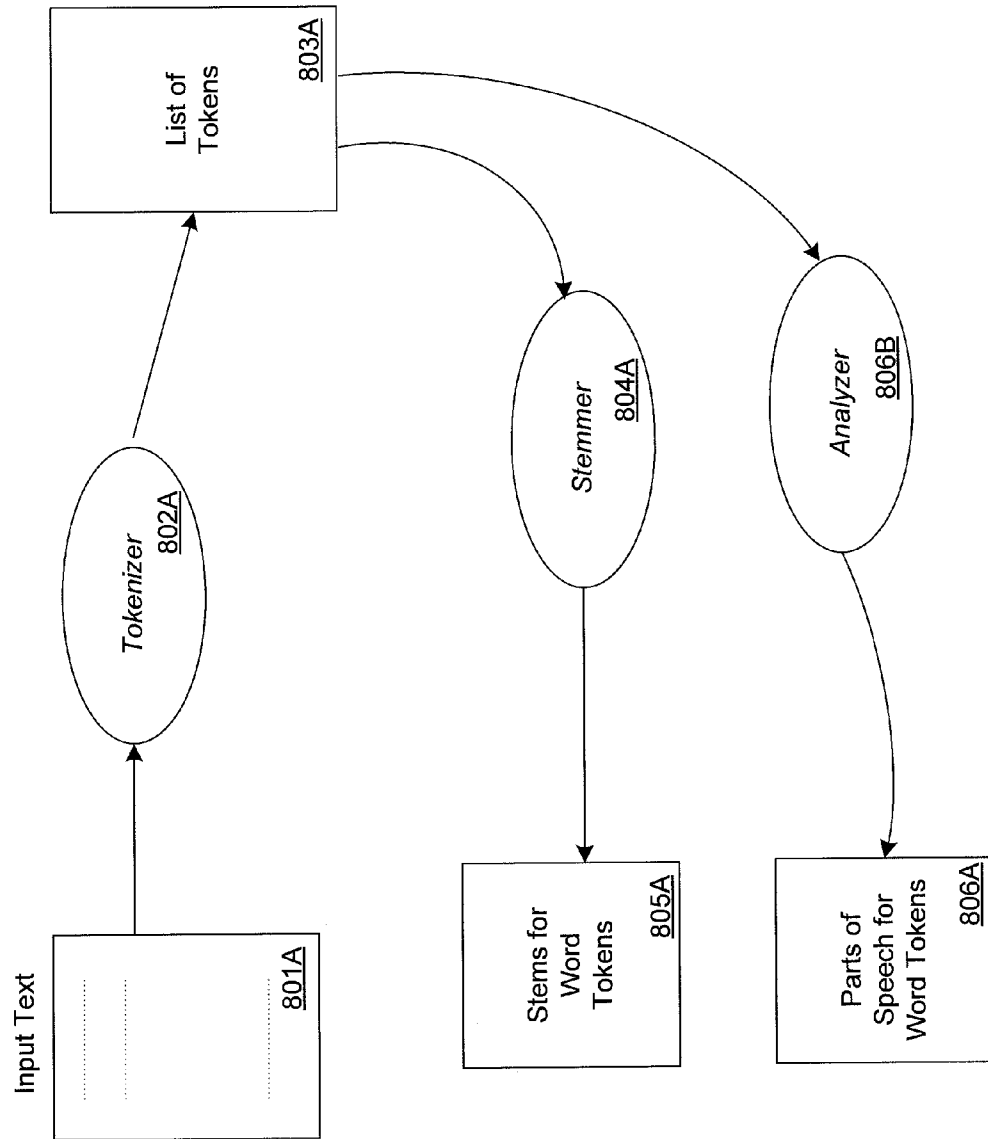 Input Text
801A
Tokenizer
802A
List of
Tokens
803A
Stems for
Word
Tokens
805A
Stemmer
804A
Parts of
Speech for
Word Tokens
806A
Analyzer
806B